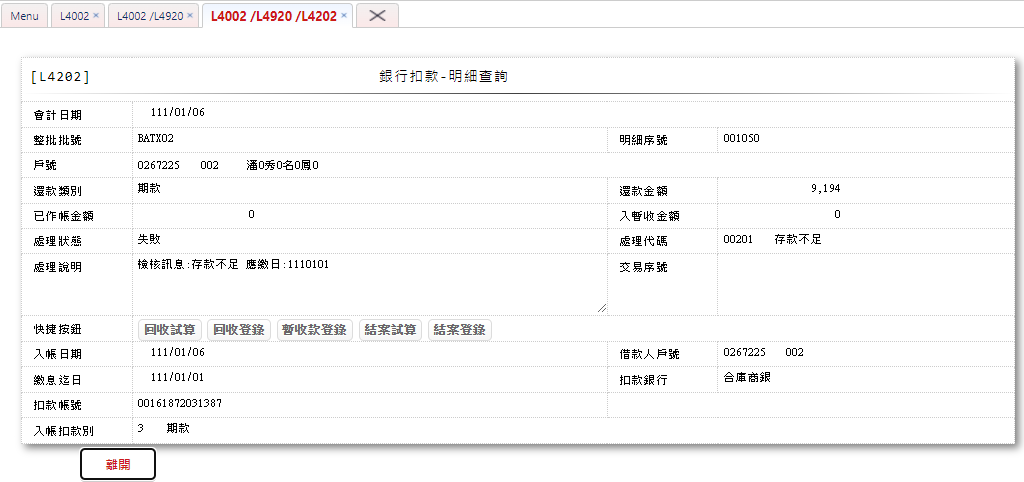 Menu L4002 × L4002 /L4920 × L4002 /L4920 /L4202 ×
[L4202] 銀行扣款-明細查詢
會計日期 111/01/06
整批批號 BATX02 明細序號 001050
戶號 0267225 002 潘0秀0名0鳳0
還款類別 期款 還款金額 9,194
已作帳金額 0 入暫收金額 0
處理狀態 失敗 處理代碼 00201 存款不足
處理說明 檢核訊息:存款不足 應繳日:1110101 交易序號
快捷按鈕 回收試算 回收登錄 暫收款登錄 結案試算 結案登錄
入帳日期 111/01/06 借款人戶號 0267225 002
繳息迄日 111/01/01 扣款銀行 合庫商銀
扣款帳號 00161872031387
入帳扣款別 3 期款
離開